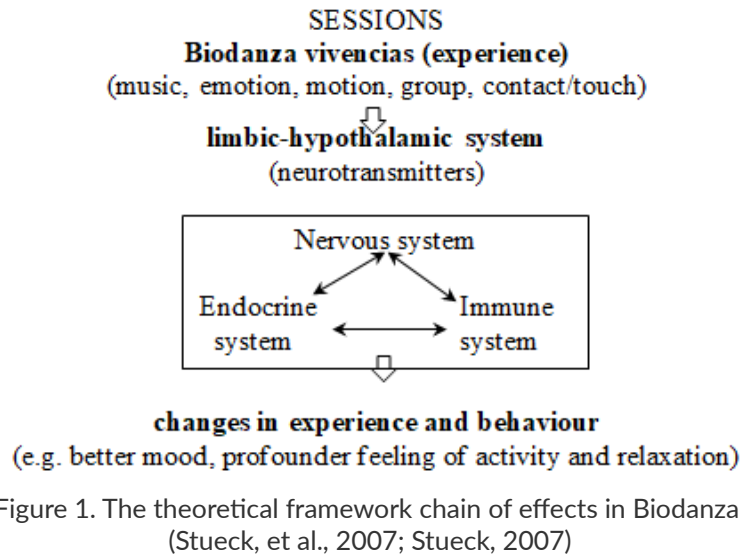 SESSIONS
Biodanza vivencias (experience)
(music, emotion, motion, group, contact/touch)
limbic-hypothalamic system
(neurotransmitters)
Nervous system
Endocrine Immune
system system
changes in experience and behaviour
(e.g. better mood, profounder feeling of activity and relaxation)
Figure 1. The theoretical framework chain of effects in Biodanza
(Stueck, et al., 2007; Stueck, 2007)